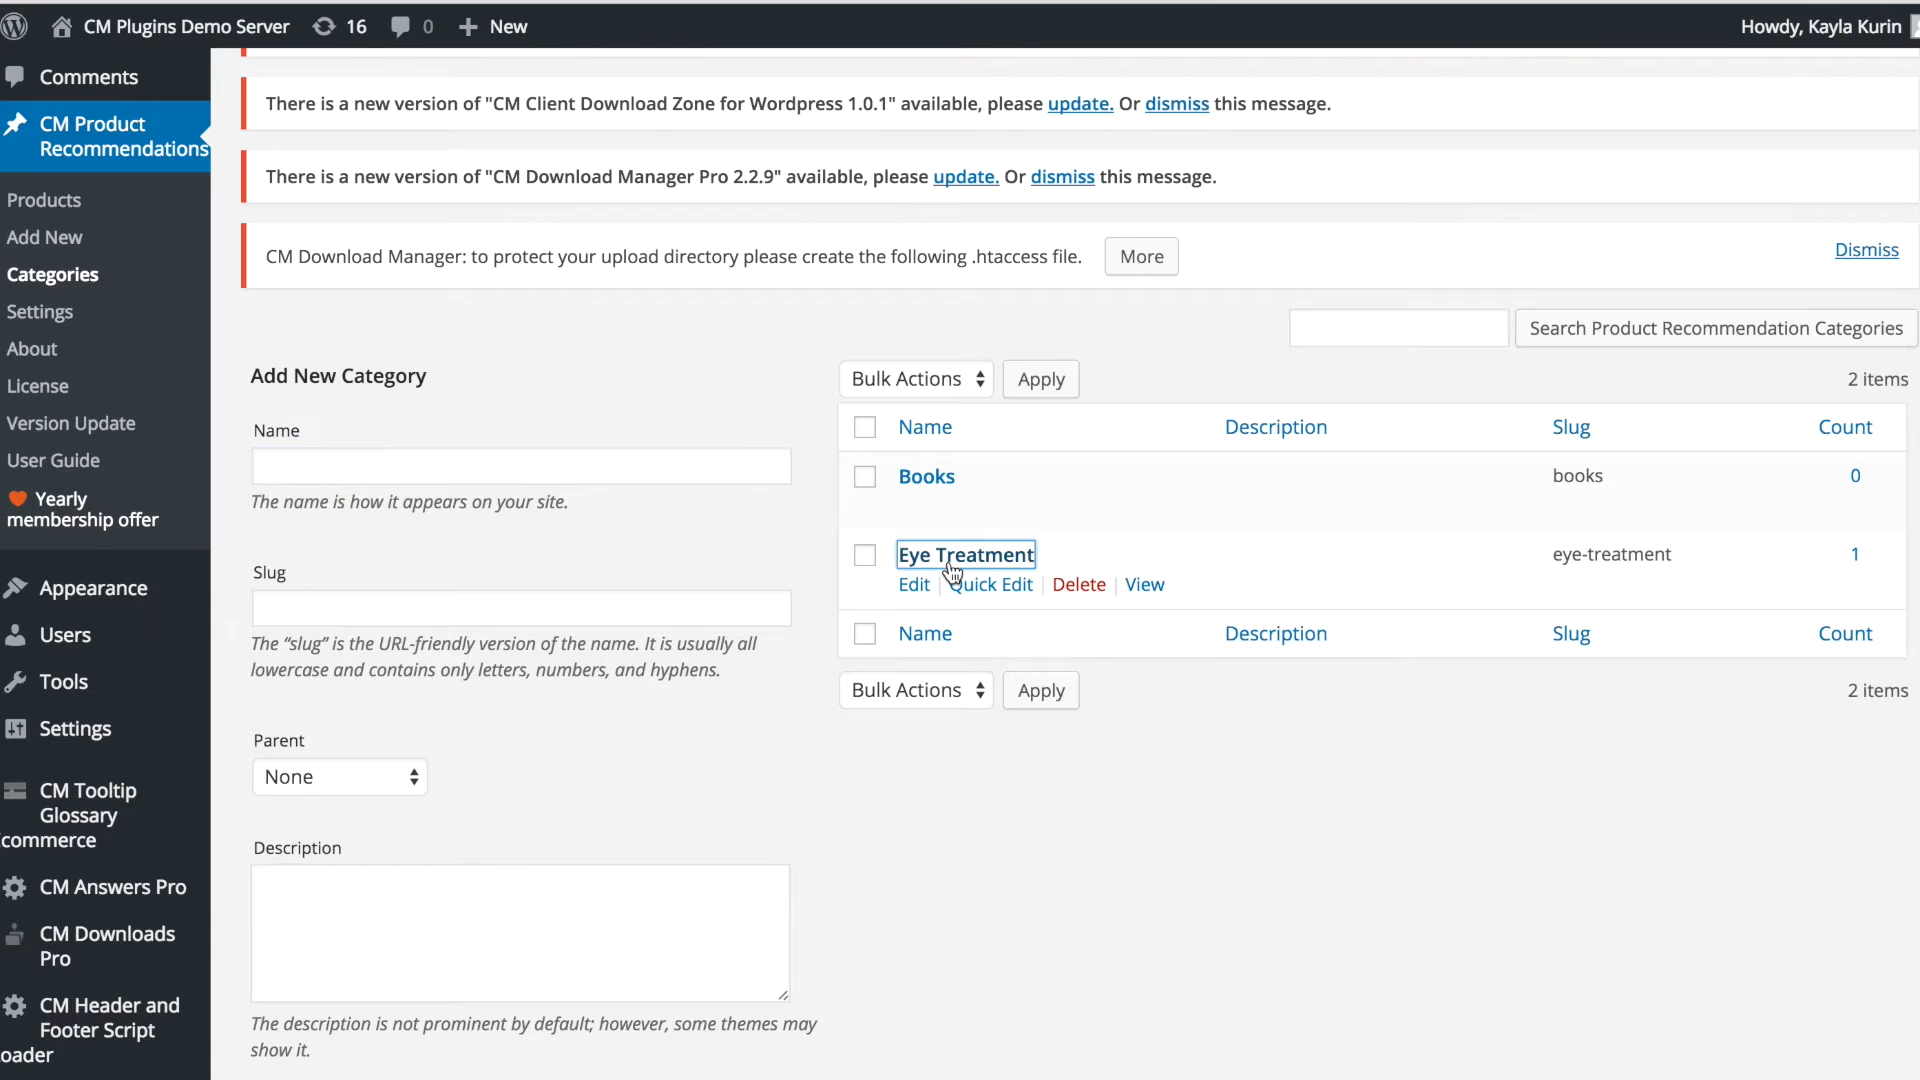 CM Plugins Demo Server 16 0 New Howdy, Kayla Kurin
Comments
CM Product
Recommendations
Products
Add New
Categories
Settings
About
License
Version Update
User Guide
Yearly
membership offer
Appearance
Users
Tools
Settings
CM Tooltip
Glossary
commerce
CM Answers Pro
CM Downloads
Pro
CM Header and
Footer Script
oader
There is a new version of "CM Client Download Zone for Wordpress 1.0.1" available, please update. Or dismiss this message.
There is a new version of "CM Download Manager Pro 2.2.9" available, please update. Or dismiss this message.
CM Download Manager: to protect your upload directory please create the following .htaccess file. More Dismiss
Search Product Recommendation Categories
Add New Category
Name
The name is how it appears on your site.
Slug
The “slug” is the URL-friendly version of the name. It is usually all
lowercase and contains only letters, numbers, and hyphens.
Parent
None
Description
The description is not prominent by default; however, some themes may
show it.
Bulk Actions Apply 2 items
Name Description Slug Count
Books books 0
Eye Treatment eye-treatment 1
Edit | Quick Edit | Delete | View
Name Description Slug Count
Bulk Actions Apply 2 items